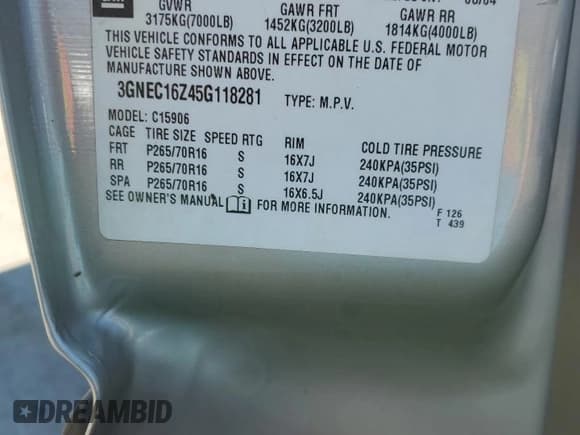 GM
GVWR GAWR FRT GAWR RR
3175KG(7000LB) 1452KG(3200LB) 1814KG(4000LB)
THIS VEHICLE CONFORMS TO ALL APPLICABLE U.S. FEDERAL MOTOR
VEHICLE SAFETY STANDARDS IN EFFECT ON THE DATE OF
MANUFACTURE SHOWN ABOVE.
3GNEC16Z45G118281 TYPE: M.P.V.
MODEL: C15906
CAGE TIRE SIZE SPEED RTG RIM COLD TIRE PRESSURE
FRT P265/70R16 S 16X7J 240KPA(35PSI)
RR P265/70R16 S 16X7J 240KPA(35PSI)
SPA P265/70R16 S 16X6.5J 240KPA(35PSI)
SEE OWNER'S MANUAL FOR MORE INFORMATION.
F 126
T 439
DREAMBID